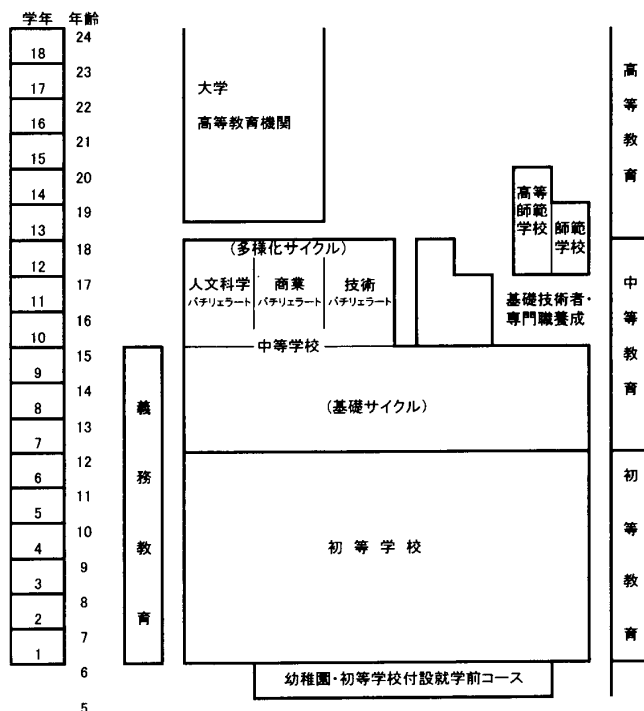 学年 年齢
24
18
23
17
22
16
21
15
20
14
19
13
18
12
17
11
16
10
15
9
14
8
13
7
12
6
11
5
10
4
9
3
8
2
7
1
6
5
義務教育
大学
高等教育機関
(多様化サイクル)
人文科学 商業 技術
バチリェラート バチリェラート バチリェラート
中等学校
(基礎サイクル)
初等学校
幼稚園・初等学校付設就学前コース
高等
師範
学校
師範
学校
基礎技術者・
専門職養成
高等教育
中等教育
初等教育